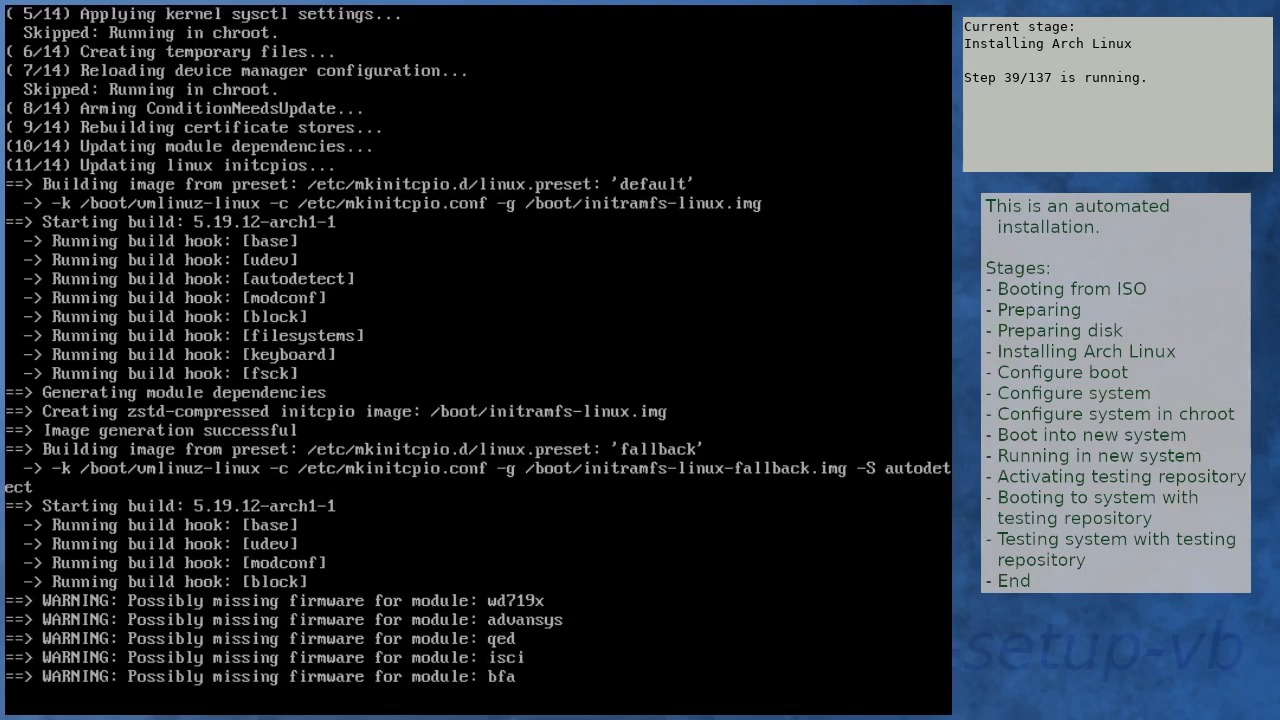 ( 5/14) Applying kernel sysctl settings...
  Skipped: Running in chroot.
( 6/14) Creating temporary files...
( 7/14) Reloading device manager configuration...
  Skipped: Running in chroot.
( 8/14) Arming ConditionNeedsUpdate...
( 9/14) Rebuilding certificate stores...
(10/14) Updating module dependencies...
(11/14) Updating linux initcpios...
==> Building image from preset: /etc/mkinitcpio.d/linux.preset: 'default'
  -> -k /boot/vmlinuz-linux -c /etc/mkinitcpio.conf -g /boot/initramfs-linux.img
==> Starting build: 5.19.12-arch1-1
  -> Running build hook: [base]
  -> Running build hook: [udev]
  -> Running build hook: [autodetect]
  -> Running build hook: [modconf]
  -> Running build hook: [block]
  -> Running build hook: [filesystems]
  -> Running build hook: [keyboard]
  -> Running build hook: [fsck]
==> Generating module dependencies
==> Creating zstd-compressed initcpio image: /boot/initramfs-linux.img
==> Image generation successful
==> Building image from preset: /etc/mkinitcpio.d/linux.preset: 'fallback'
  -> -k /boot/vmlinuz-linux -c /etc/mkinitcpio.conf -g /boot/initramfs-linux-fallback.img -S autodet
ect
==> Starting build: 5.19.12-arch1-1
  -> Running build hook: [base]
  -> Running build hook: [udev]
  -> Running build hook: [modconf]
  -> Running build hook: [block]
==> WARNING: Possibly missing firmware for module: wd719x
==> WARNING: Possibly missing firmware for module: advansys
==> WARNING: Possibly missing firmware for module: qed
==> WARNING: Possibly missing firmware for module: isci
==> WARNING: Possibly missing firmware for module: bfa
Current stage:
Installing Arch Linux
Step 39/137 is running.
This is an automated
installation.
Stages:
- Booting from ISO
- Preparing
- Preparing disk
- Installing Arch Linux
- Configure boot
- Configure system
- Configure system in chroot
- Boot into new system
- Running in new system
- Activating testing repository
- Booting to system with
testing repository
- Testing system with testing
repository
- End
-setup-vb